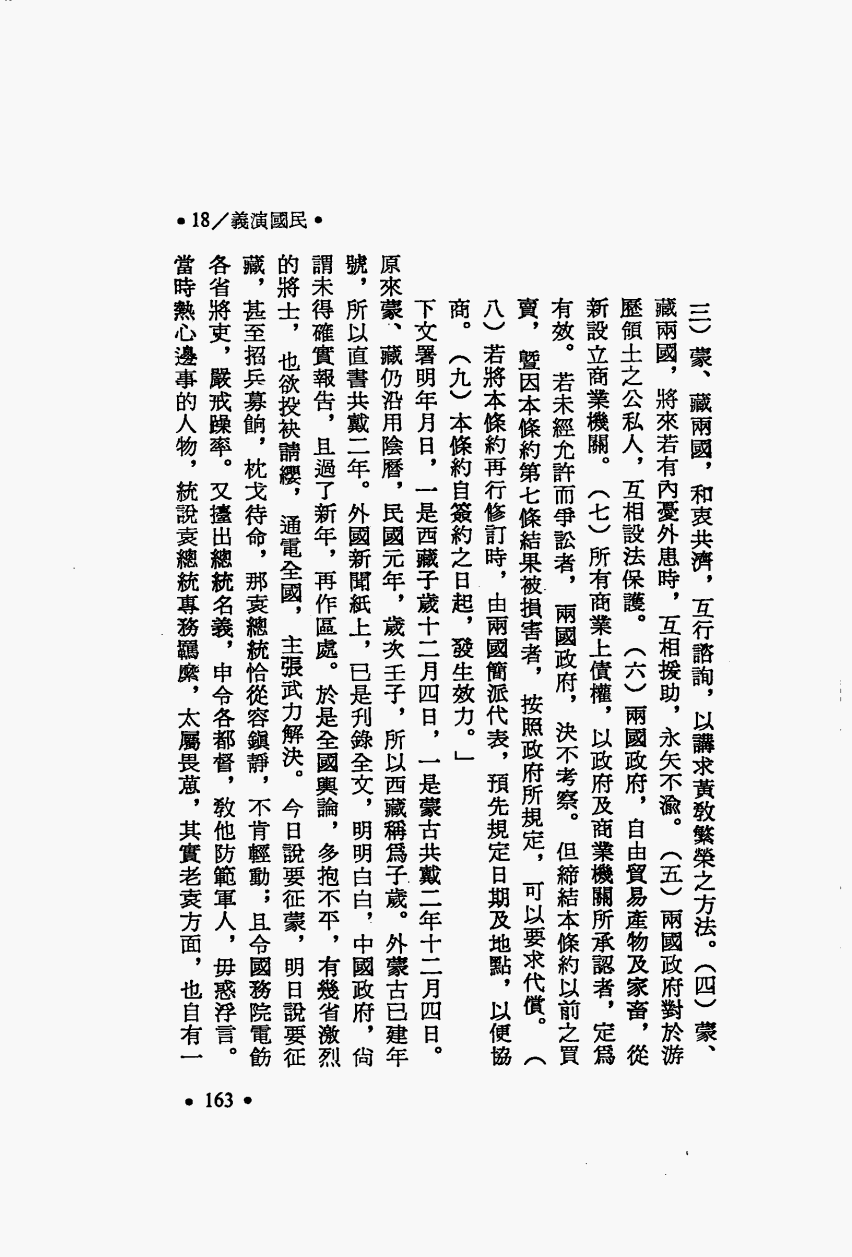 •18／義演國民•
三）蒙、藏兩國，和衷共濟，互行諮詢，以講求黃敎繁榮之方法。（四）蒙、
藏兩國，將來若有內憂外患時，互相援助，永矢不渝。（五）兩國政府對於游
歷領土之公私人，互相設法保護。（六）兩國政府，自由貿易產物及家畜，從
新設立商業機關。（七）所有商業上債權，以政府及商業機關所承認者，定爲
有效。若未經允許而爭訟者，兩國政府，決不考察。但締結本條約以前之買
賣，曁因本條約第七條結果被損害者，按照政府所規定，可以要求代償。（
八）若將本條約再行修訂時，由兩國簡派代表，預先規定日期及地點，以便協
商。（九）本條約自簽約之日起，發生效力。」
下文署明年月日，一是西藏子歲十二月四日，一是蒙古共戴二年十二月四日。
原來蒙、藏仍沿用陰曆，民國元年，歲次壬子，所以西藏稱爲子歲。外蒙古已建年
號，所以直書共戴二年。外國新聞紙上，已是刋錄全文，明明白白，中國政府，尙
謂未得確實報告，且過了新年，再作區處。於是全國輿論，多抱不平，有幾省激烈
的將士，也欲投袂請纓，通電全國，主張武力解決。今日說要征蒙，明日說要征
藏，甚至招兵募餉，枕戈待命，那袁總統恰從容鎭靜，不肯輕動；且令國務院電飭
各省將吏，嚴戒躁率。又擡出總統名義，申令各都督，敎他防範軍人，毋惑浮言。
當時熱心邊事的人物，統說袁總統專務羈縻，太屬畏葸，其實老袁方面，也自有一
•163•